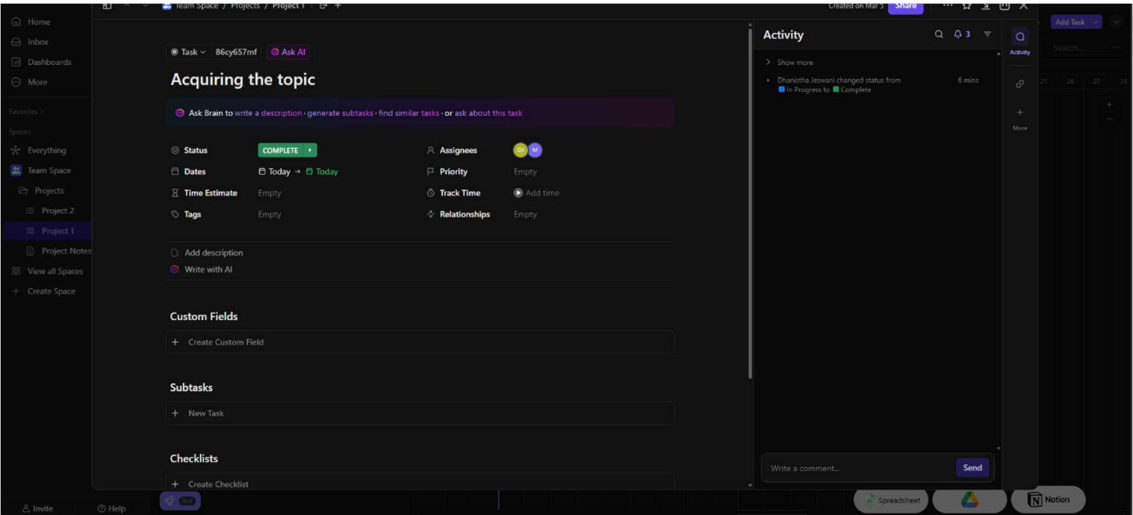 Team Space / Projects / Project 1
Created on Mar 5
Share
Home
Inbox
Dashboards
More
Favorites
Spaces
Everything
Team Space
Projects
Project 2
Project 1
Project Notes
View all Spaces
Create Space
Invite
Help
Task
86cy657mf
Ask AI
Acquiring the topic
Ask Brain to write a description · generate subtasks · find similar tasks · or ask about this task
Status
COMPLETE
Assignees
DJ
M
Dates
Today → Today
Priority
Empty
Time Estimate
Empty
Track Time
Add time
Tags
Empty
Relationships
Empty
Add description
Write with AI
Custom Fields
+ Create Custom Field
Subtasks
+ New Task
Checklists
+ Create Checklist
Activity
3
Show more
Dhanistha Jeswani changed status from
In Progress to Complete
6 mins
Write a comment...
Send
Activity
More
Add Task
Search...
25 26 27 28
Spreadsheet
Notion